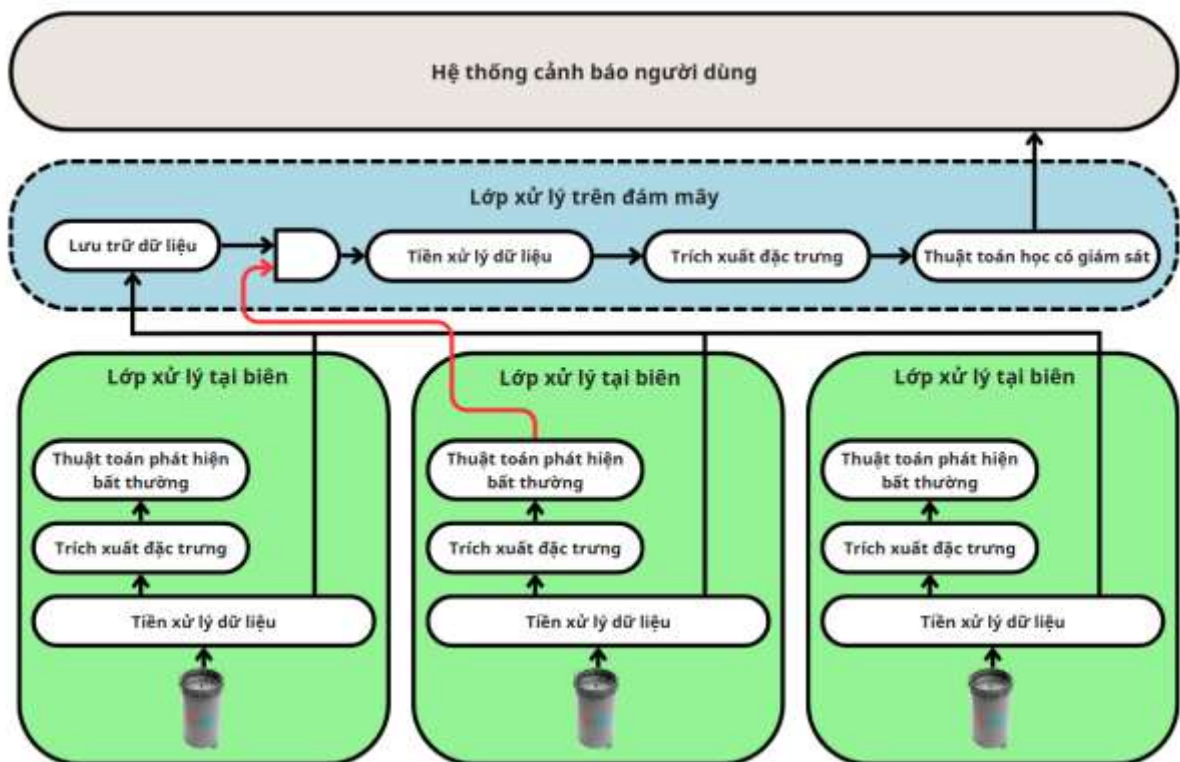 Hệ thống cảnh báo người dùng
Lớp xử lý trên đám mây
Lưu trữ dữ liệu
Tiền xử lý dữ liệu
Trích xuất đặc trưng
Thuật toán học có giám sát
Lớp xử lý tại biên
Thuật toán phát hiện
bất thường
Trích xuất đặc trưng
Tiền xử lý dữ liệu
Lớp xử lý tại biên
Thuật toán phát hiện
bất thường
Trích xuất đặc trưng
Tiền xử lý dữ liệu
Lớp xử lý tại biên
Thuật toán phát hiện
bất thường
Trích xuất đặc trưng
Tiền xử lý dữ liệu